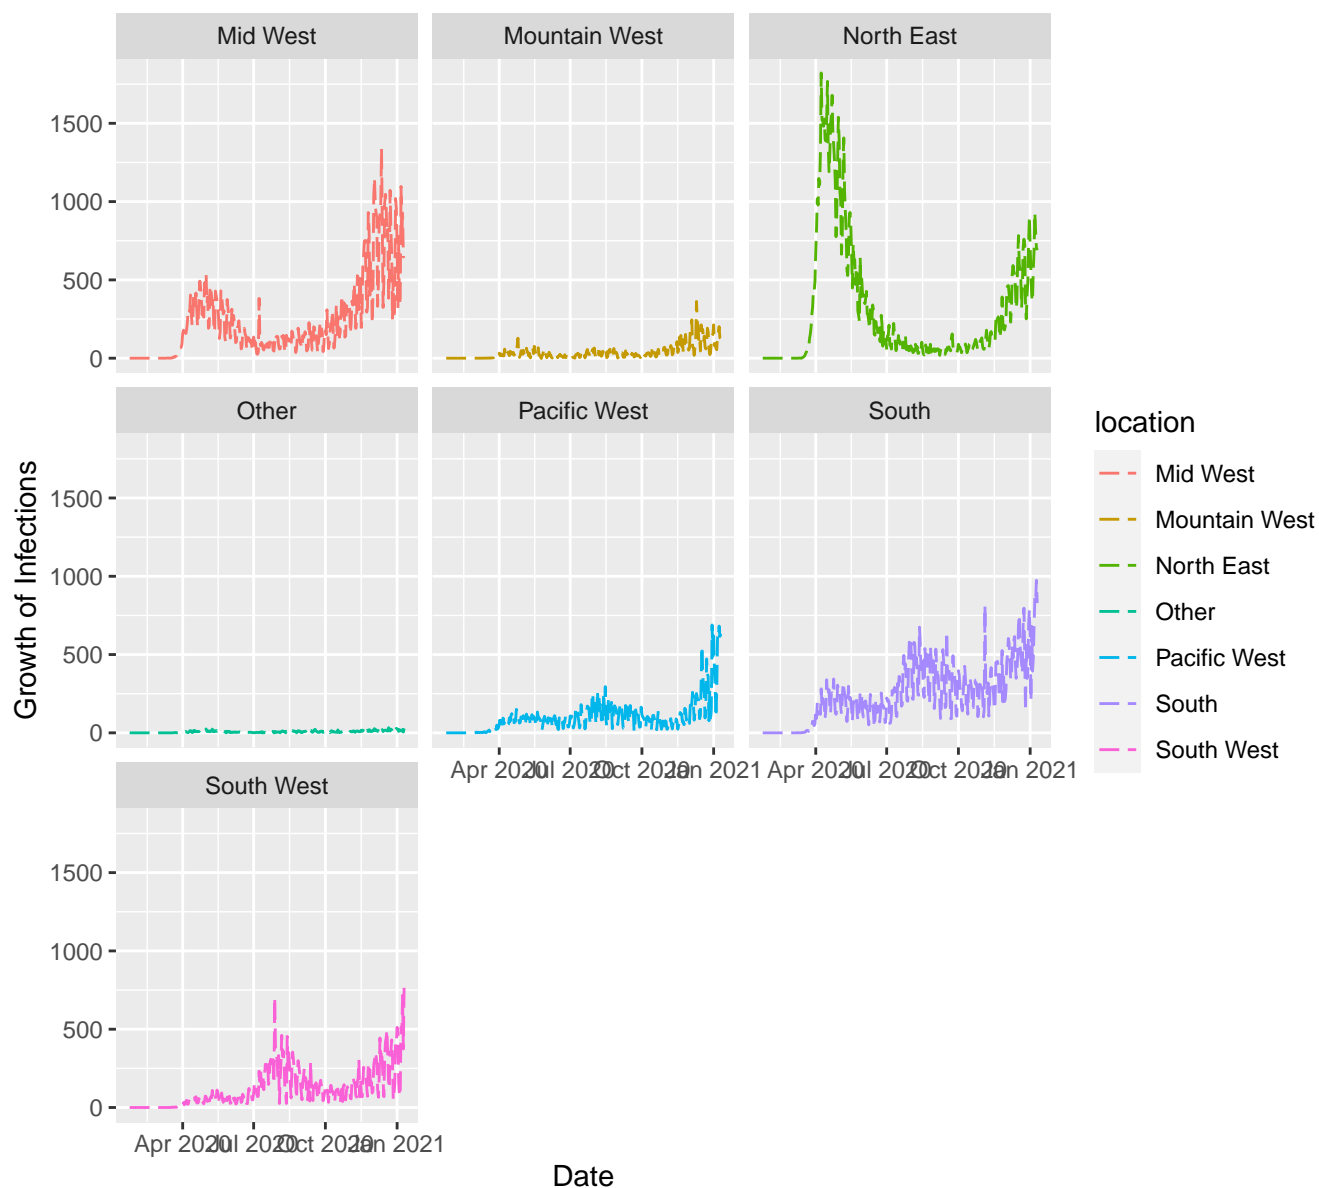 Mid West
Mountain West
North East
1500
1000
500
0
Other
Pacific West
South
1500
1000
500
0
Apr 2020
Jul 2020
Oct 2020
Jan 2021
Apr 2020
Jul 2020
Oct 2020
Jan 2021
South West
1500
1000
500
0
Apr 2020
Jul 2020
Oct 2020
Jan 2021
Growth of Infections
Date
location
Mid West
Mountain West
North East
Other
Pacific West
South
South West